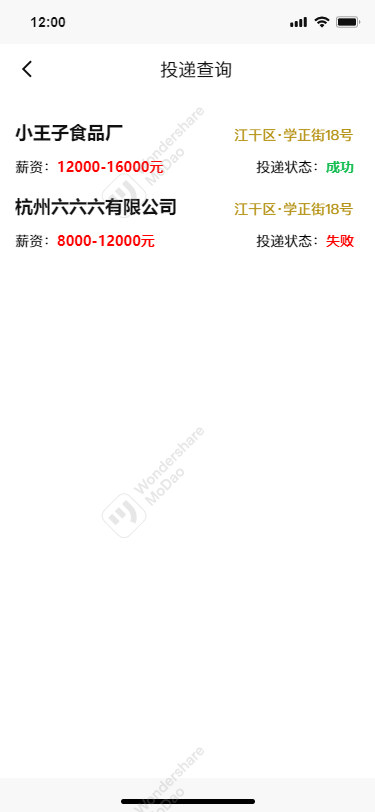 12:00
投递查询
小王子食品厂 江干区·学正街18号
薪资：12000-16000元 投递状态：成功
杭州六六六有限公司 江干区·学正街18号
薪资：8000-12000元 投递状态：失败
Wondershare
MoDao
Wondershare
MoDao
Wondershare
MoDao